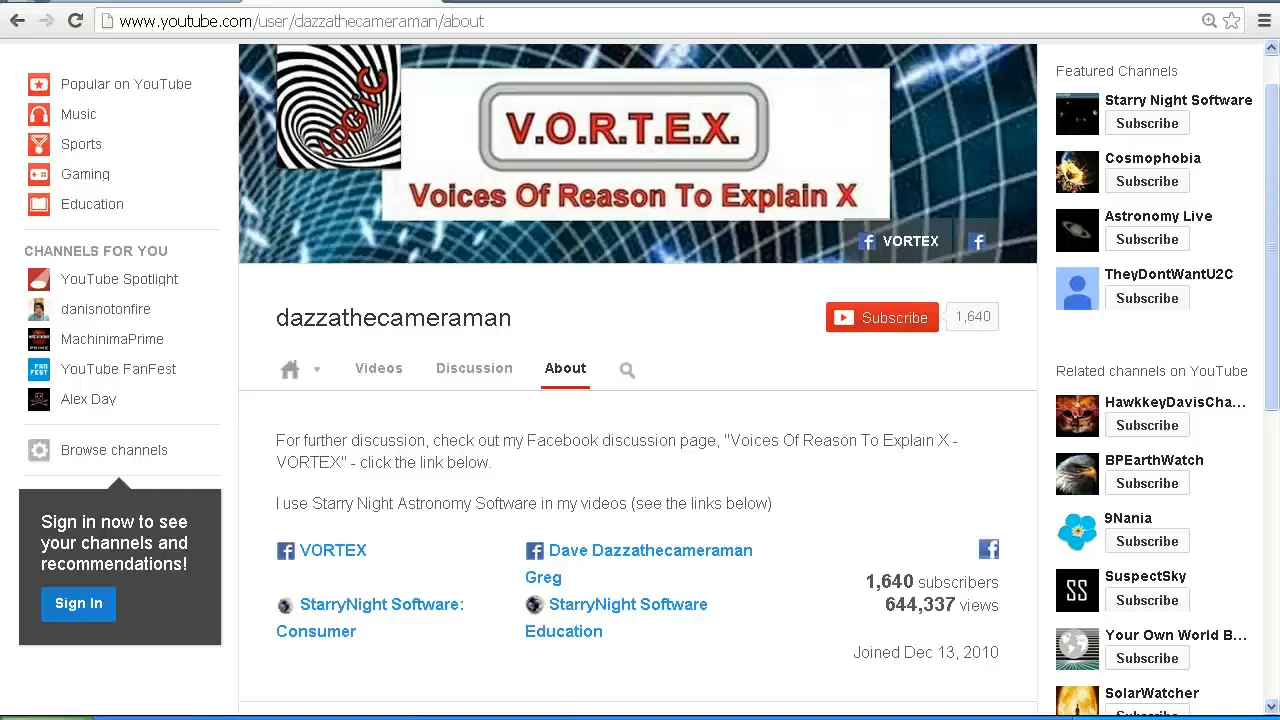 www.youtube.com/user/dazzathecameraman/about
Popular on YouTube
Music
Sports
Gaming
Education
CHANNELS FOR YOU
YouTube Spotlight
danisnotonfire
MachinimaPrime
YouTube FanFest
Alex Day
Browse channels
Sign in now to see
your channels and
recommendations!
Sign In
LOGIC
V.O.R.T.E.X.
Voices Of Reason To Explain X
VORTEX
dazzathecameraman
Subscribe 1,640
Videos Discussion About
For further discussion, check out my Facebook discussion page, "Voices Of Reason To Explain X -
VORTEX" - click the link below.
I use Starry Night Astronomy Software in my videos (see the links below)
VORTEX
Dave Dazzathecameraman
Greg
StarryNight Software:
Consumer
StarryNight Software
Education
1,640 subscribers
644,337 views
Joined Dec 13, 2010
Featured Channels
Starry Night Software
Subscribe
Cosmophobia
Subscribe
Astronomy Live
Subscribe
TheyDontWantU2C
Subscribe
Related channels on YouTube
HawkkeyDavisCha...
Subscribe
BPEarthWatch
Subscribe
9Nania
Subscribe
SS
SuspectSky
Subscribe
Your Own World B...
Subscribe
SolarWatcher
Subscribe